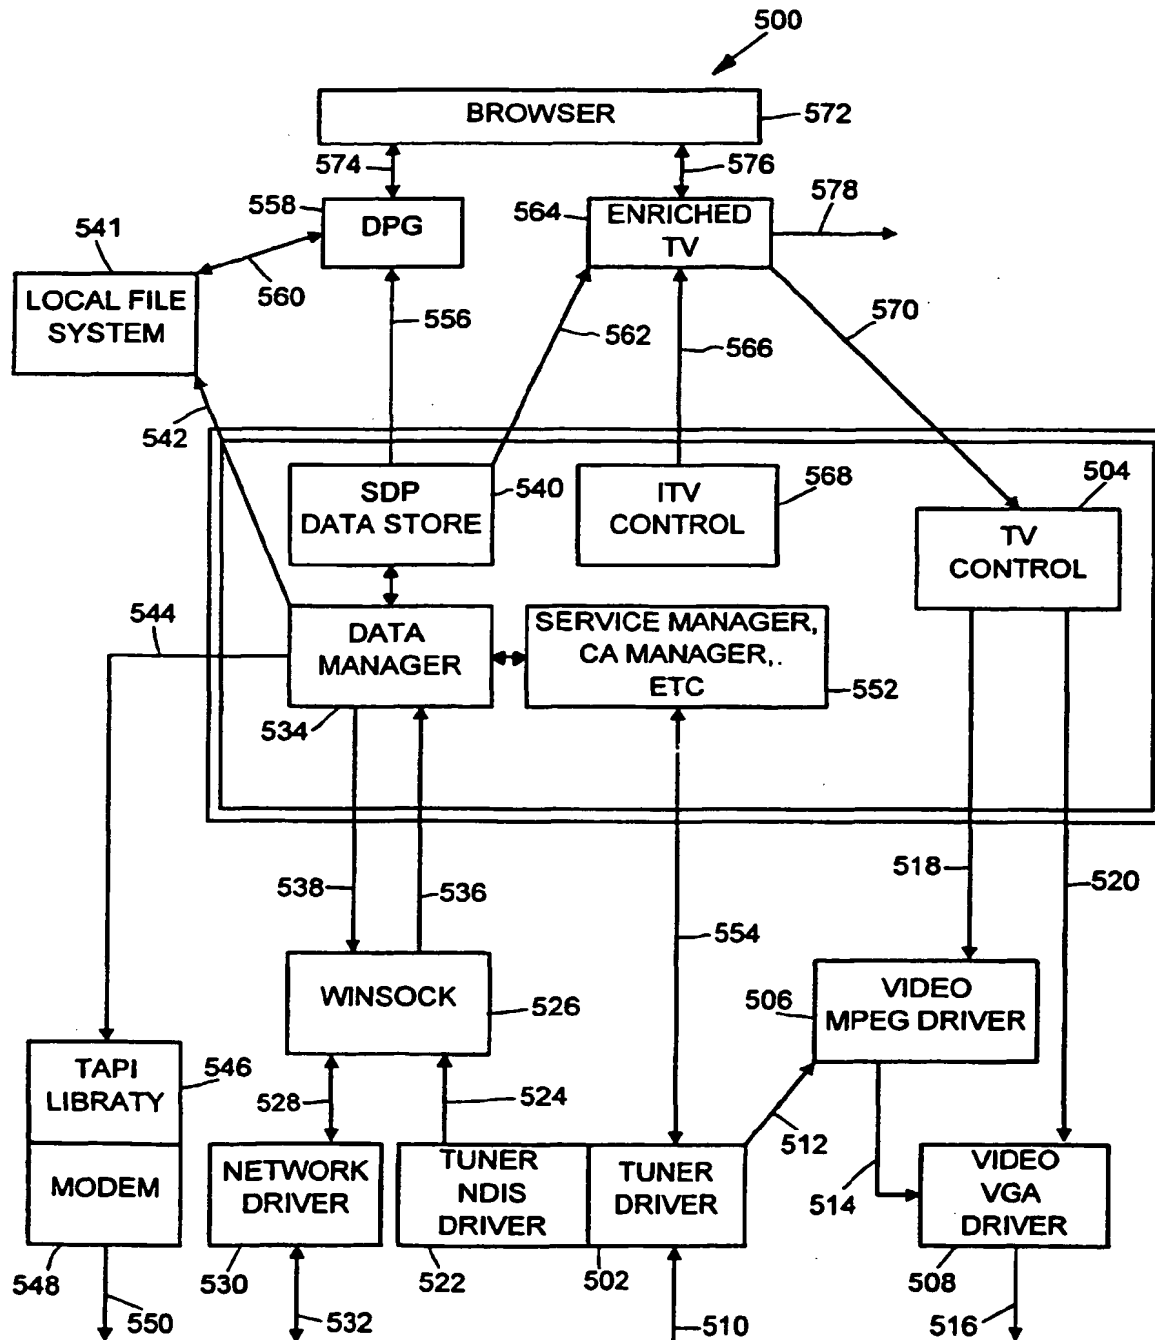 500
BROWSER
572
574
576
558
DPG
564
ENRICHED
TV
578
541
LOCAL FILE
SYSTEM
560
556
562
566
570
542
SDP
DATA STORE
540
ITV
CONTROL
568
504
TV
CONTROL
544
DATA
MANAGER
534
SERVICE MANAGER,
CA MANAGER,.
ETC
552
538
536
554
518
520
WINSOCK
526
506
VIDEO
MPEG DRIVER
TAPI
LIBRATY
546
528
524
512
514
MODEM
NETWORK
DRIVER
TUNER
NDIS
DRIVER
TUNER
DRIVER
VIDEO
VGA
DRIVER
548
530
522
502
508
550
532
510
516